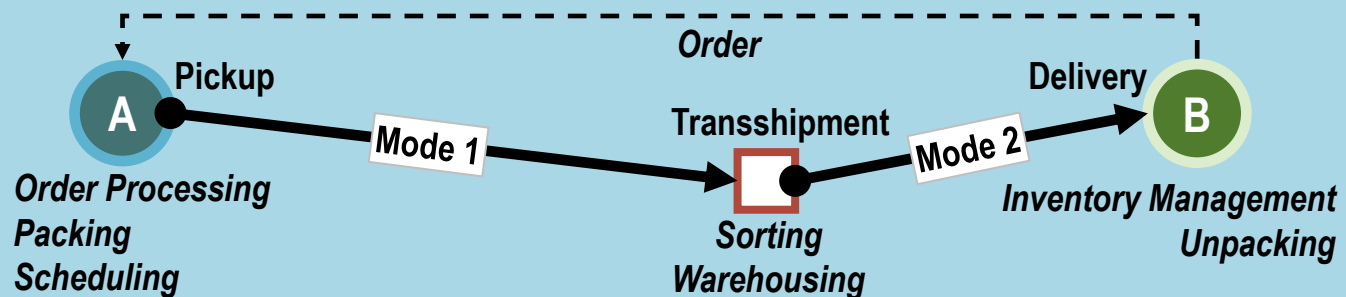 Order
Pickup
Delivery
A
B
Transshipment
Mode 1
Mode 2
Order Processing
Packing
Scheduling
Sorting
Warehousing
Inventory Management
Unpacking